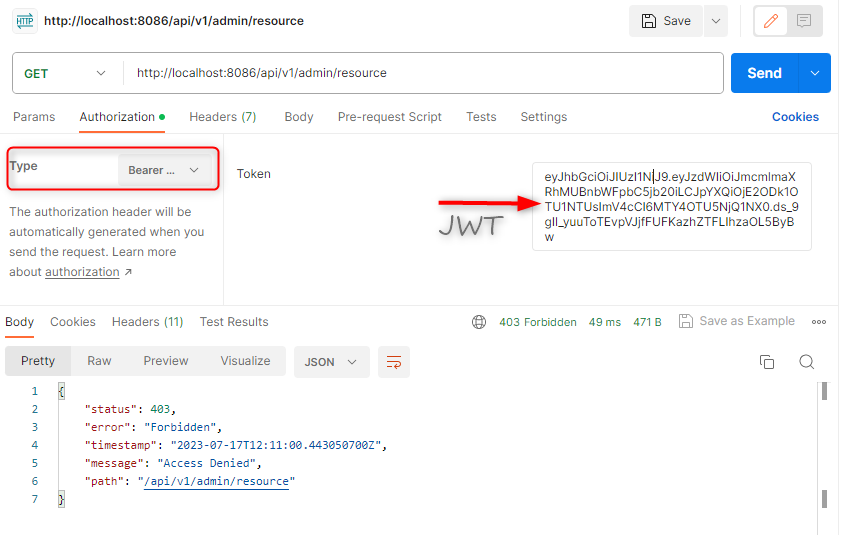 HTTP http://localhost:8086/api/v1/admin/resource Save
GET http://localhost:8086/api/v1/admin/resource Send
Params Authorization Headers (7) Body Pre-request Script Tests Settings Cookies
Type Bearer ... Token
The authorization header will be
automatically generated when you
send the request. Learn more
about authorization ↗
eyJhbGciOiJIUzI1NiJ9.eyJzdWIiOiJmcmlmaX
RhMUBnbWFpbC5jb20iLCJpYXQiOjE2ODk1O
TU1NTUsImV4cCI6MTY4OTU5NjQ1NX0.ds_9
gIl_yuuToTEvpVJjfFUFKazhZTFLIhzaOL5ByB
w
JWT
Body Cookies Headers (11) Test Results 403 Forbidden 49 ms 471 B Save as Example
Pretty Raw Preview Visualize JSON
1 {
2 "status": 403,
3 "error": "Forbidden",
4 "timestamp": "2023-07-17T12:11:00.443050700Z",
5 "message": "Access Denied",
6 "path": "/api/v1/admin/resource"
7 }